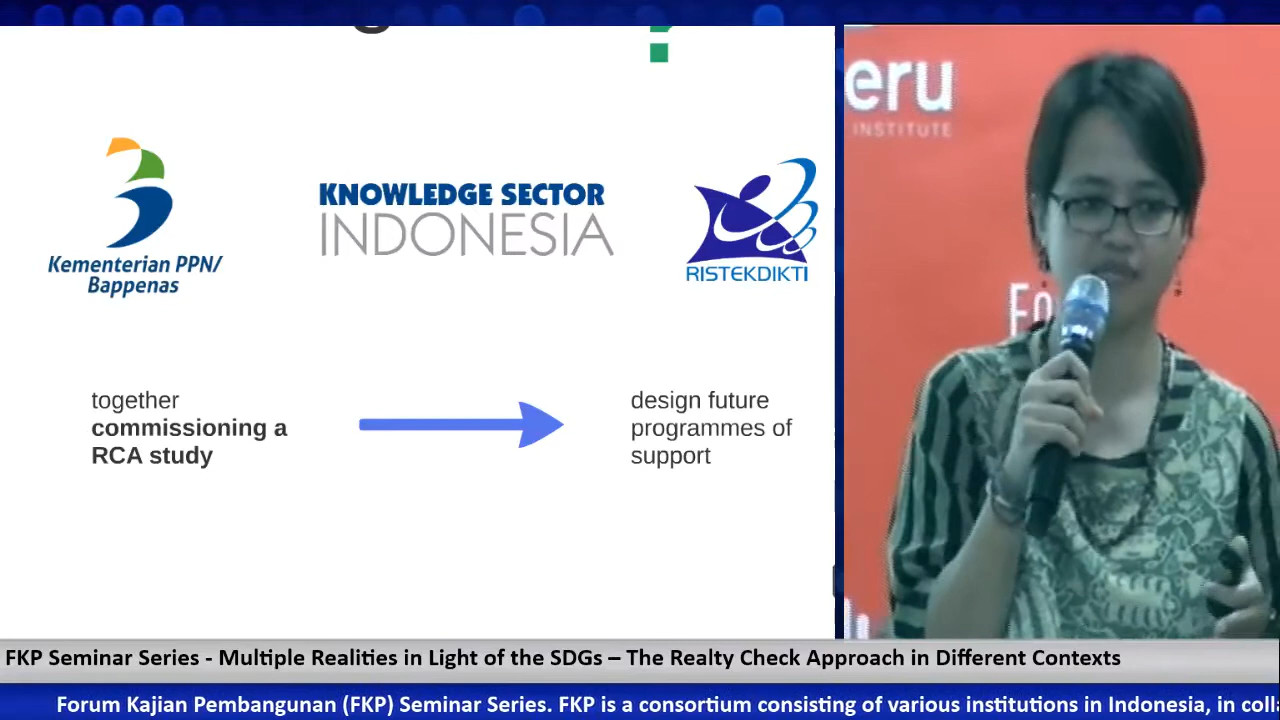 Kementerian PPN/
Bappenas
KNOWLEDGE SECTOR
INDONESIA
RISTEKDIKTI
together
commissioning a
RCA study
design future
programmes of
support
eru
INSTITUTE
Fo
FKP Seminar Series - Multiple Realities in Light of the SDGs – The Realty Check Approach in Different Contexts
Forum Kajian Pembangunan (FKP) Seminar Series. FKP is a consortium consisting of various institutions in Indonesia, in colla